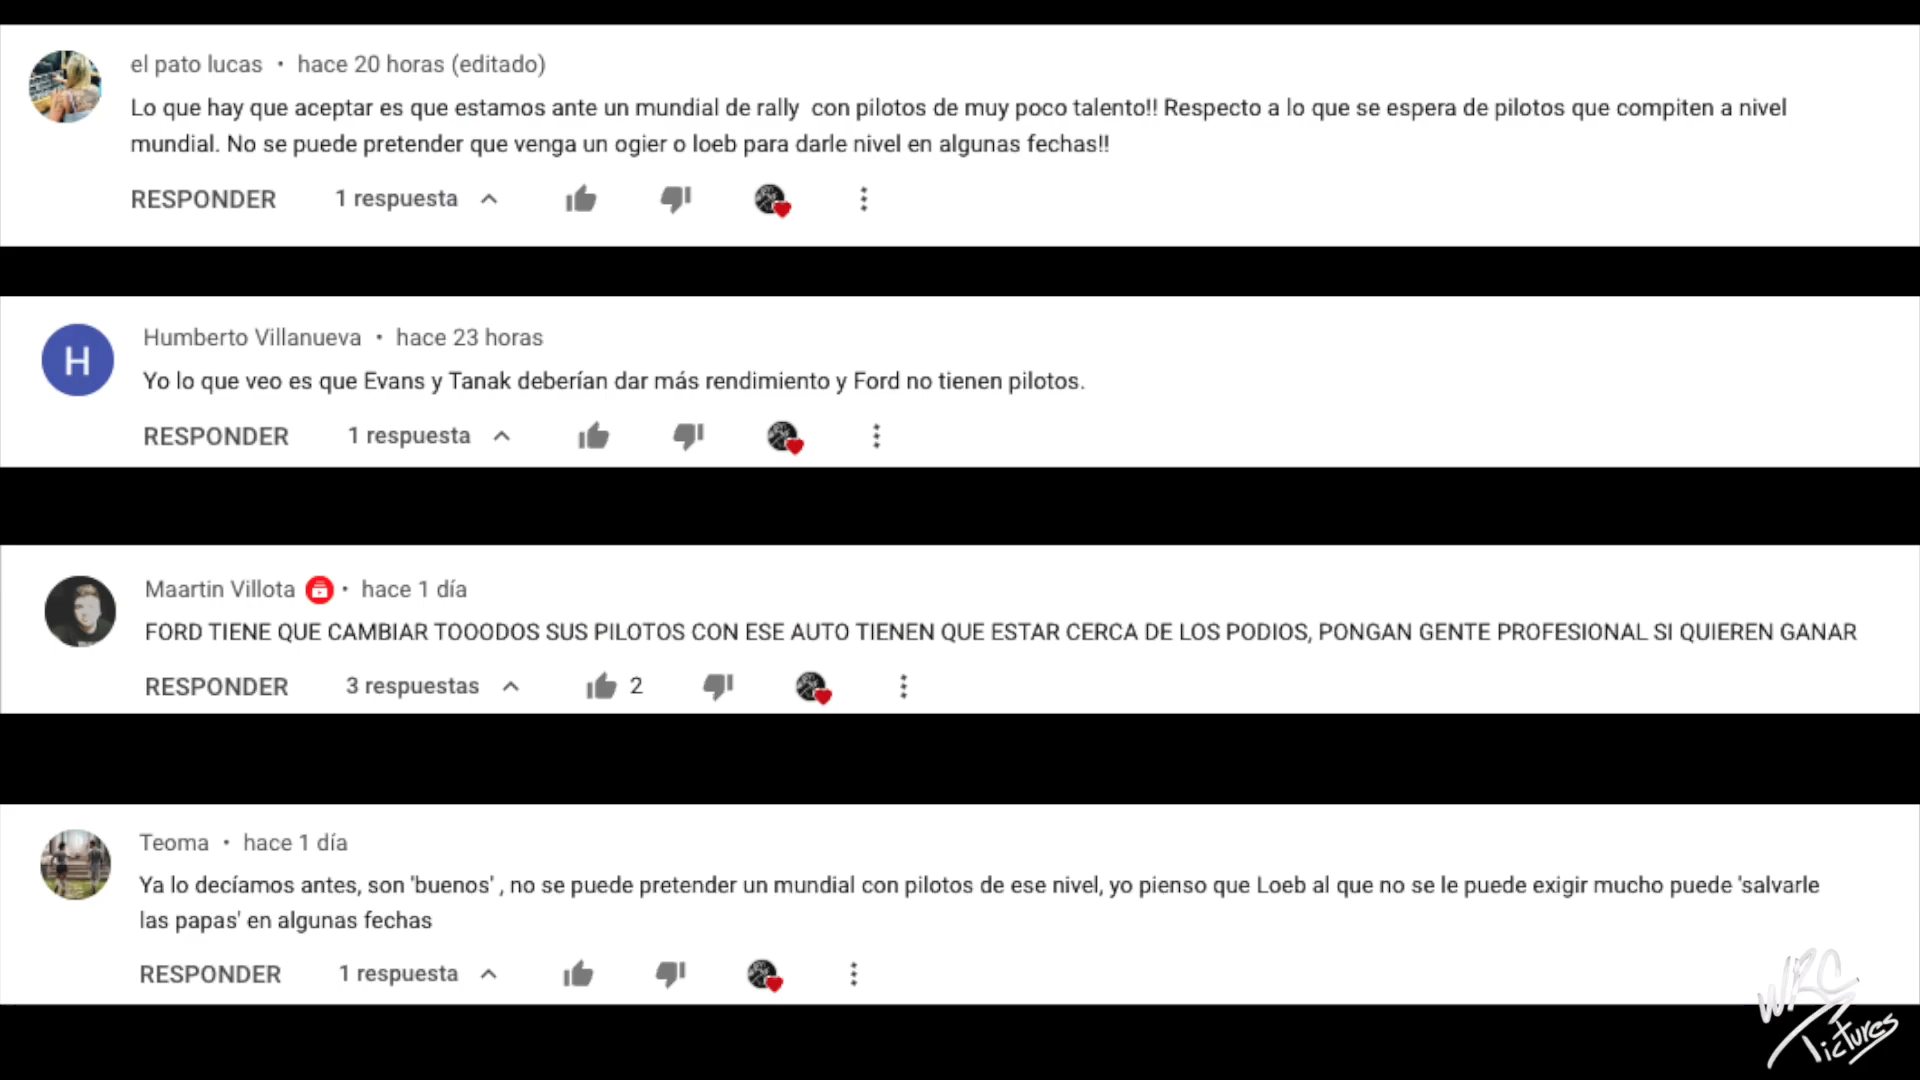 el pato lucas • hace 20 horas (editado)
Lo que hay que aceptar es que estamos ante un mundial de rally con pilotos de muy poco talento!! Respecto a lo que se espera de pilotos que compiten a nivel
mundial. No se puede pretender que venga un ogier o loeb para darle nivel en algunas fechas!!
RESPONDER 1 respuesta
H
Humberto Villanueva • hace 23 horas
Yo lo que veo es que Evans y Tanak deberían dar más rendimiento y Ford no tienen pilotos.
RESPONDER 1 respuesta
Maartin Villota • hace 1 día
FORD TIENE QUE CAMBIAR TOOODOS SUS PILOTOS CON ESE AUTO TIENEN QUE ESTAR CERCA DE LOS PODIOS, PONGAN GENTE PROFESIONAL SI QUIEREN GANAR
RESPONDER 3 respuestas 2
Teoma • hace 1 día
Ya lo decíamos antes, son 'buenos' , no se puede pretender un mundial con pilotos de ese nivel, yo pienso que Loeb al que no se le puede exigir mucho puede 'salvarle
las papas' en algunas fechas
RESPONDER 1 respuesta
WRC
Pictures